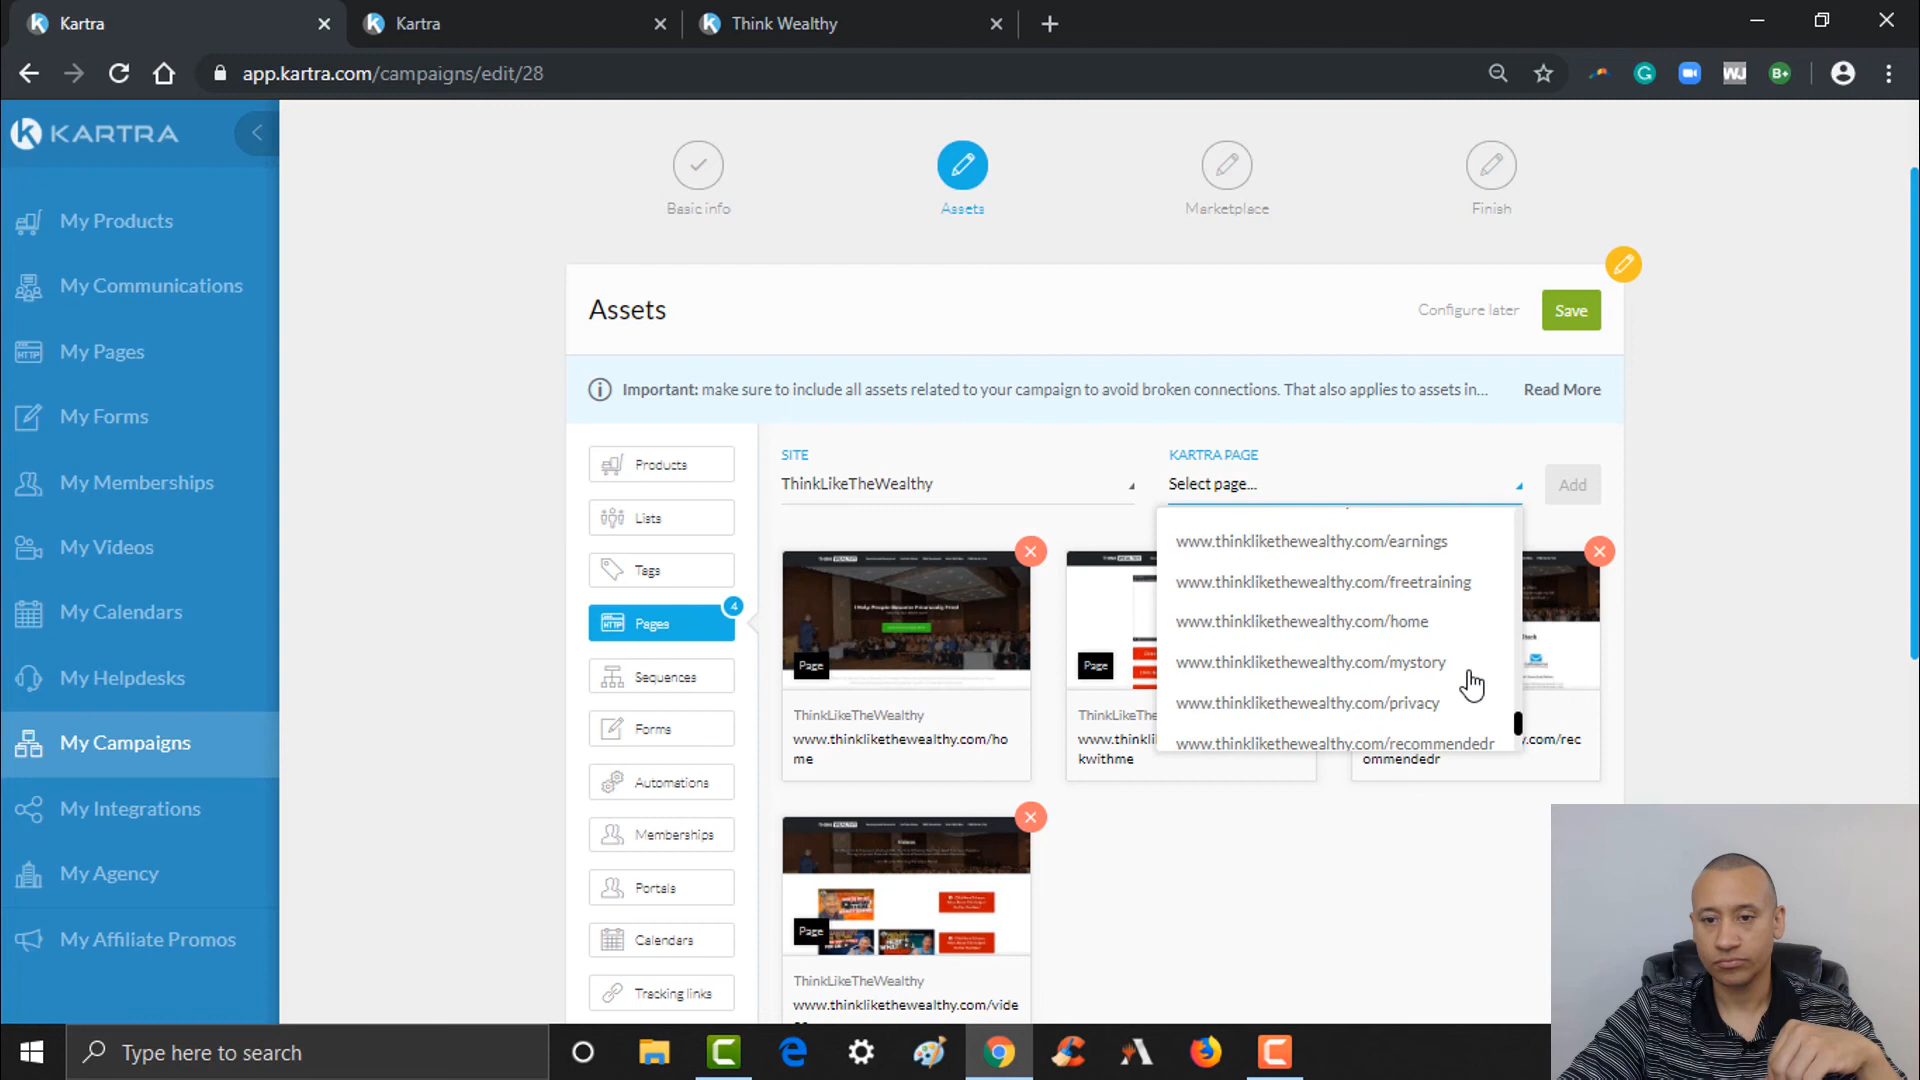 Kartra
Kartra
Think Wealthy
app.kartra.com/campaigns/edit/28
KARTRA
My Products
My Communications
My Pages
My Forms
My Memberships
My Videos
My Calendars
My Helpdesks
My Campaigns
My Integrations
My Agency
My Affiliate Promos
Basic info
Assets
Marketplace
Finish
Assets
Configure later
Save
Important: make sure to include all assets related to your campaign to avoid broken connections. That also applies to assets in...
Read More
Products
Lists
Tags
Pages
4
Sequences
Forms
Automations
Memberships
Portals
Calendars
Tracking links
SITE
ThinkLikeTheWealthy
KARTRA PAGE
Select page...
Add
www.thinklikethewealthy.com/earnings
www.thinklikethewealthy.com/freetraining
www.thinklikethewealthy.com/home
www.thinklikethewealthy.com/mystory
www.thinklikethewealthy.com/privacy
www.thinklikethewealthy.com/recommendedr
I Help People Become Financially Free!
Page
ThinkLikeTheWealthy
www.thinklikethewealthy.com/ho
me
Page
ThinkLikeTh
www.thinkli
kwithme
y.com/rec
ommendedr
Videos
Page
ThinkLikeTheWealthy
www.thinklikethewealthy.com/vide
Type here to search